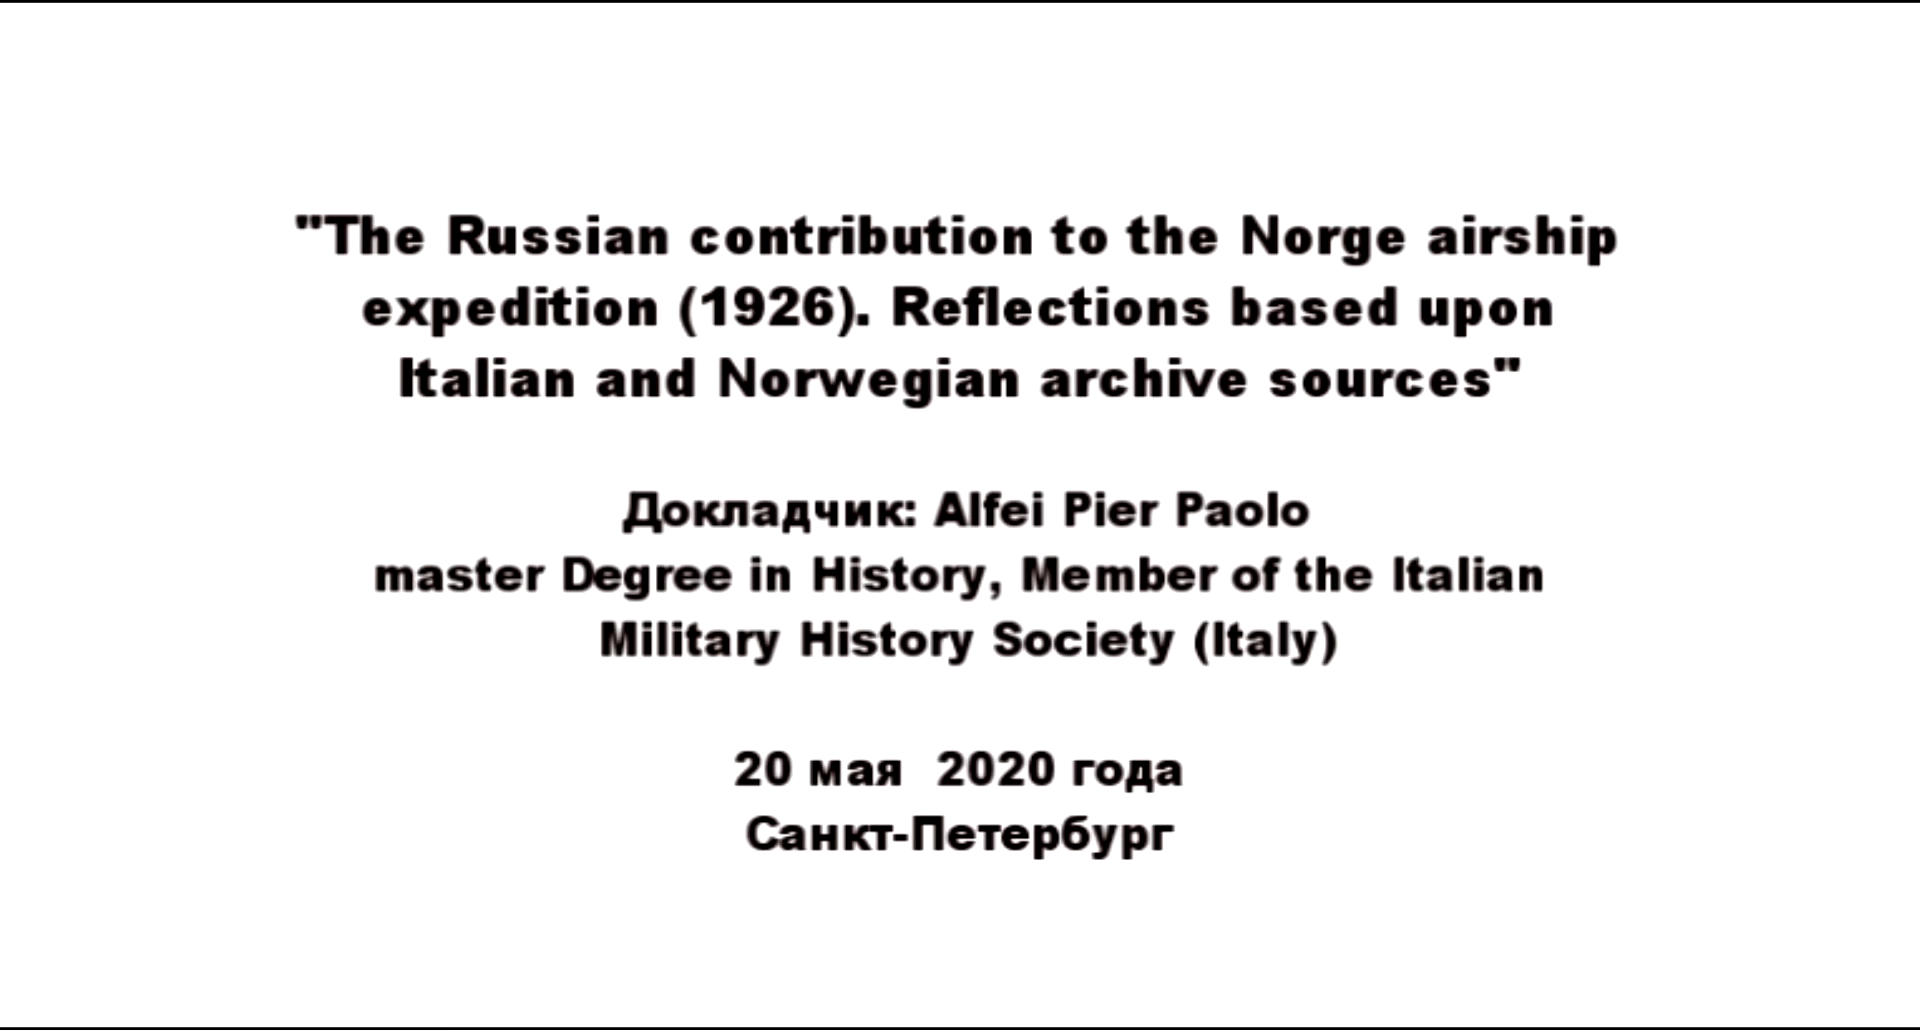 "The Russian contribution to the Norge airship
expedition (1926). Reflections based upon
Italian and Norwegian archive sources"
Докладчик: Alfei Pier Paolo
master Degree in History, Member of the Italian
Military History Society (Italy)
20 мая  2020 года
Санкт-Петербург